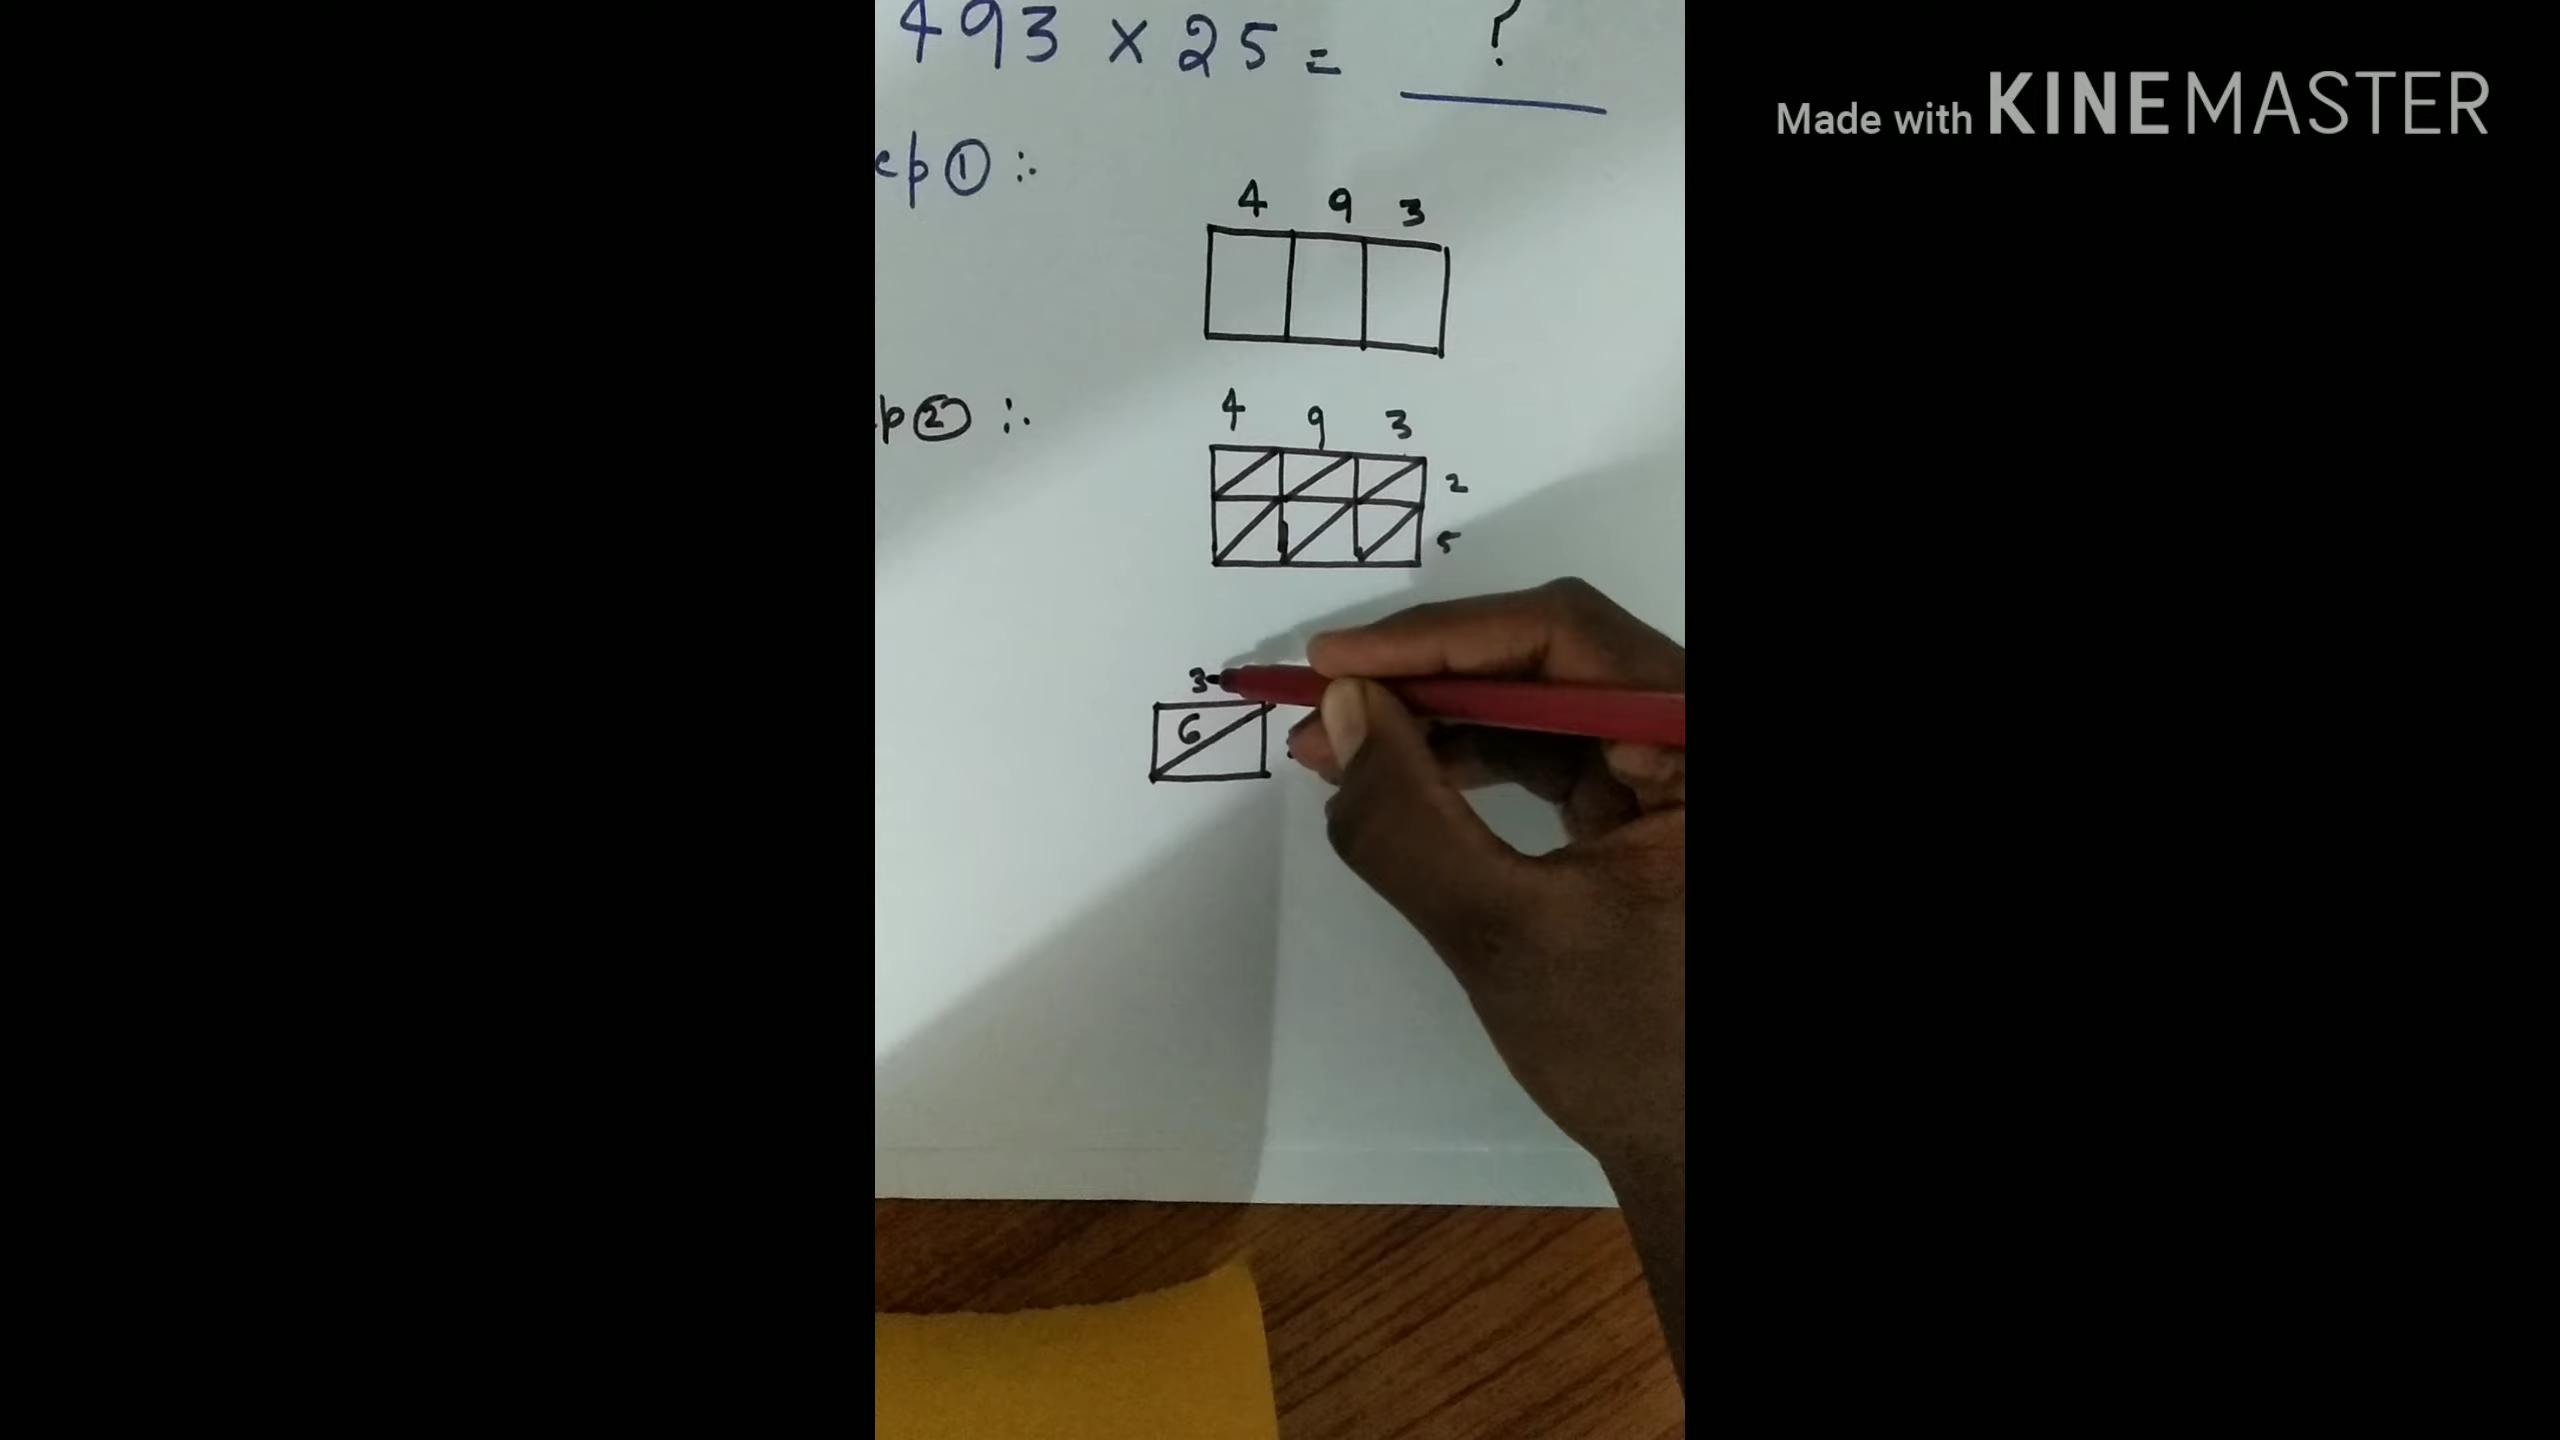 493 × 25 = ?
Made with KINEMASTER
ep ① :-
4 9 3
p ② :-
4 9 3
2
5
3
6